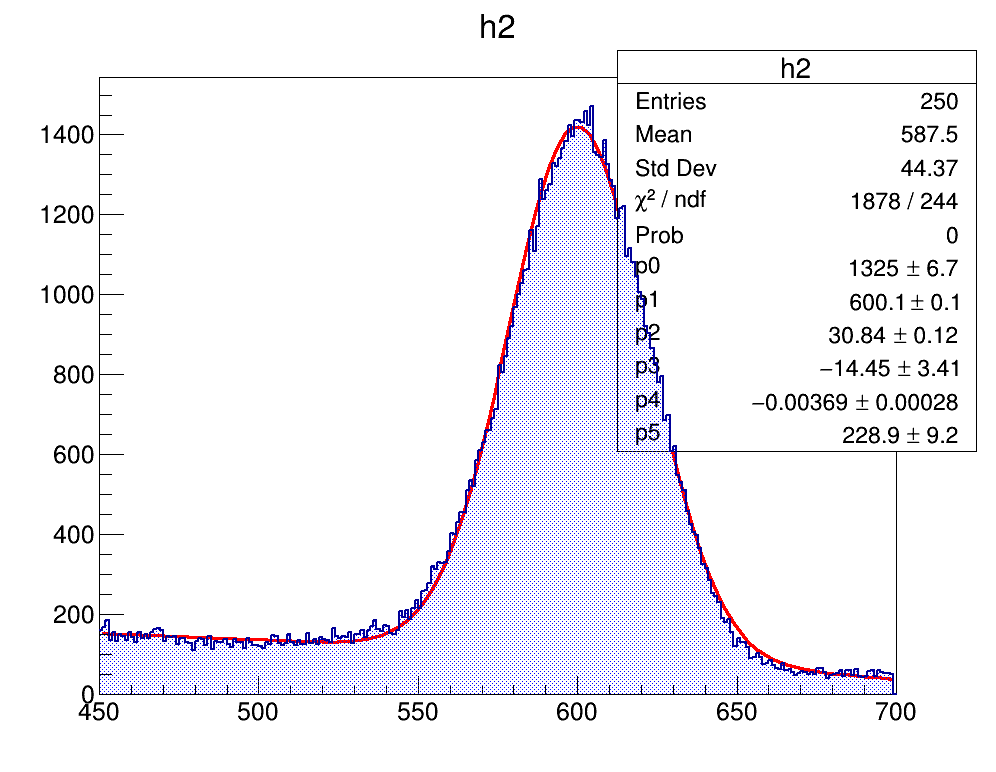 h2
h2
Entries 250
Mean 587.5
Std Dev 44.37
χ² / ndf 1878 / 244
Prob 0
p0 1325 ± 6.7
p1 600.1 ± 0.1
p2 30.84 ± 0.12
p3 −14.45 ± 3.41
p4 −0.00369 ± 0.00028
p5 228.9 ± 9.2
1400
1200
1000
800
600
400
200
0
450 500 550 600 650 700